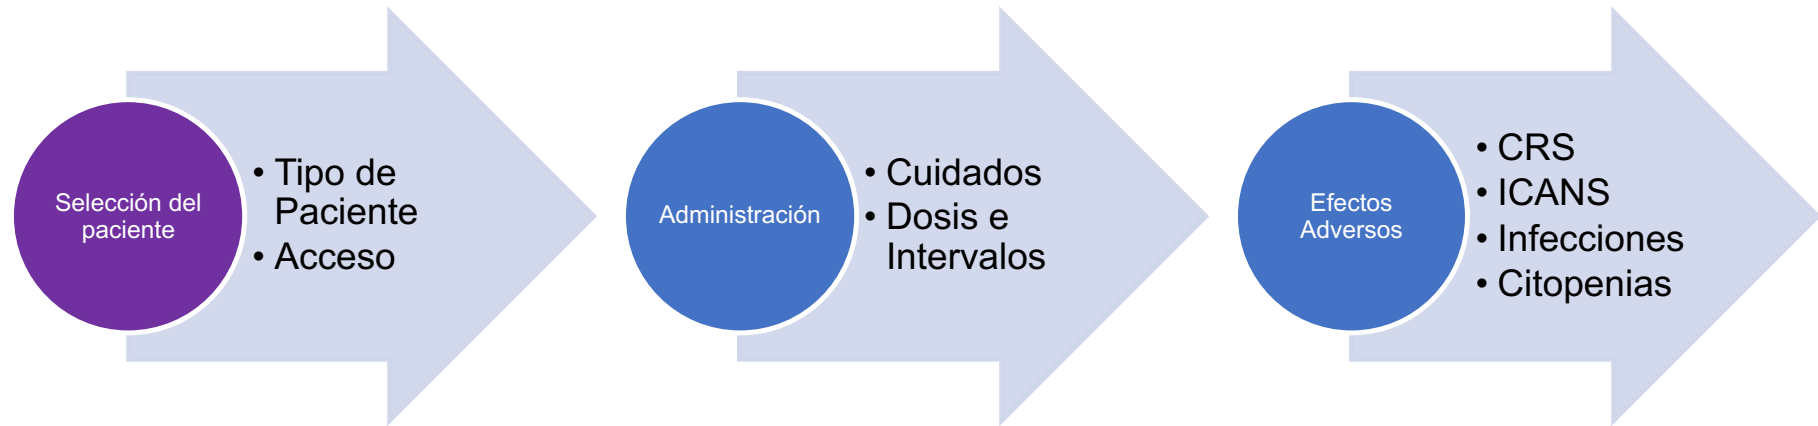 Selección del
paciente
• Tipo de
Paciente
• Acceso
Administración
• Cuidados
• Dosis e
Intervalos
Efectos
Adversos
• CRS
• ICANS
• Infecciones
• Citopenias